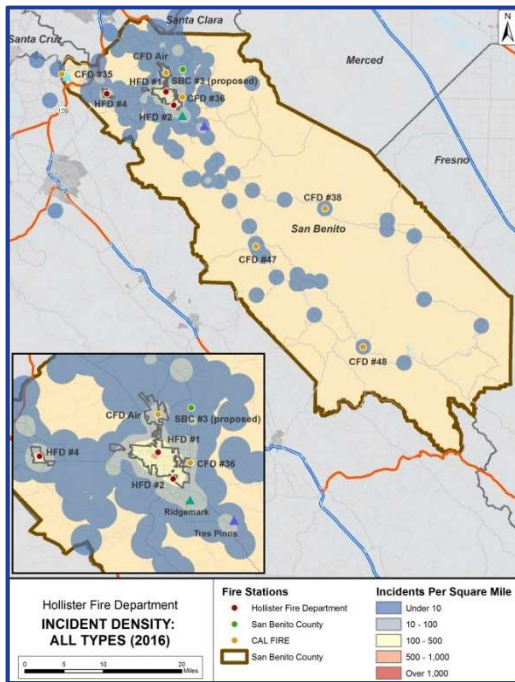 Santa Clara
Santa Cruz
N
Merced
CFD Air
CFD #35
HFD #1
SBC #3 (proposed)
HFD #4
CFD #36
HFD #2
129
Fresno
CFD #38
San Benito
CFD #47
CFD #48
CFD Air
SBC #3 (proposed)
HFD #1
HFD #4
CFD #36
HFD #2
Ridgemark
Tres Pinos
Hollister Fire Department
INCIDENT DENSITY:
ALL TYPES (2016)
0 5 10 20
Miles
Fire Stations
Hollister Fire Department
San Benito County
CAL FIRE
San Benito County
Incidents Per Square Mile
Under 10
10 - 100
100 - 500
500 - 1,000
Over 1,000